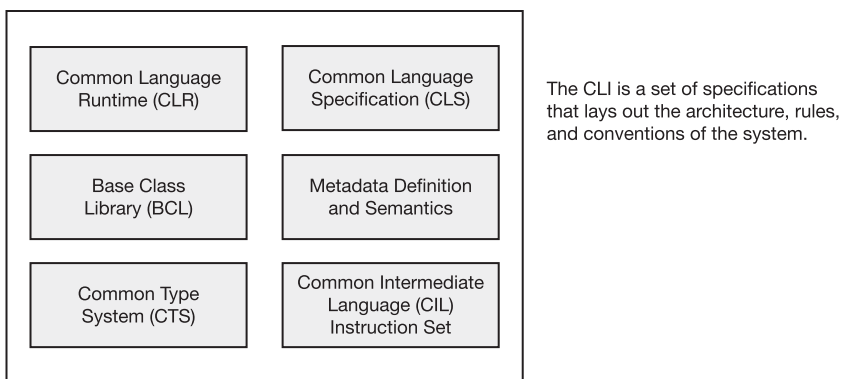 Common Language
Runtime (CLR)
Common Language
Specification (CLS)
The CLI is a set of specifications
that lays out the architecture, rules,
and conventions of the system.
Base Class
Library (BCL)
Metadata Definition
and Semantics
Common Type
System (CTS)
Common Intermediate
Language (CIL)
Instruction Set